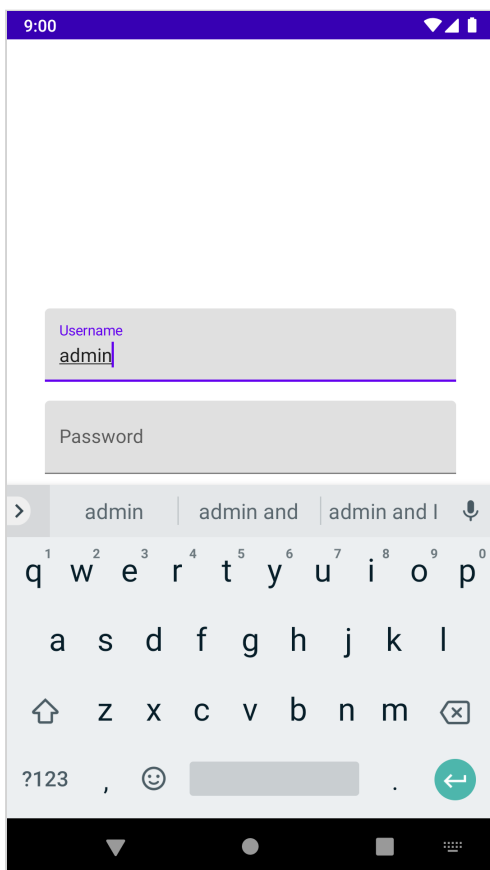 9:00
Username
admin
Password
admin admin and admin and I
1 2 3 4 5 6 7 8 9 0
q w e r t y u i o p
a s d f g h j k l
z x c v b n m
?123 , .